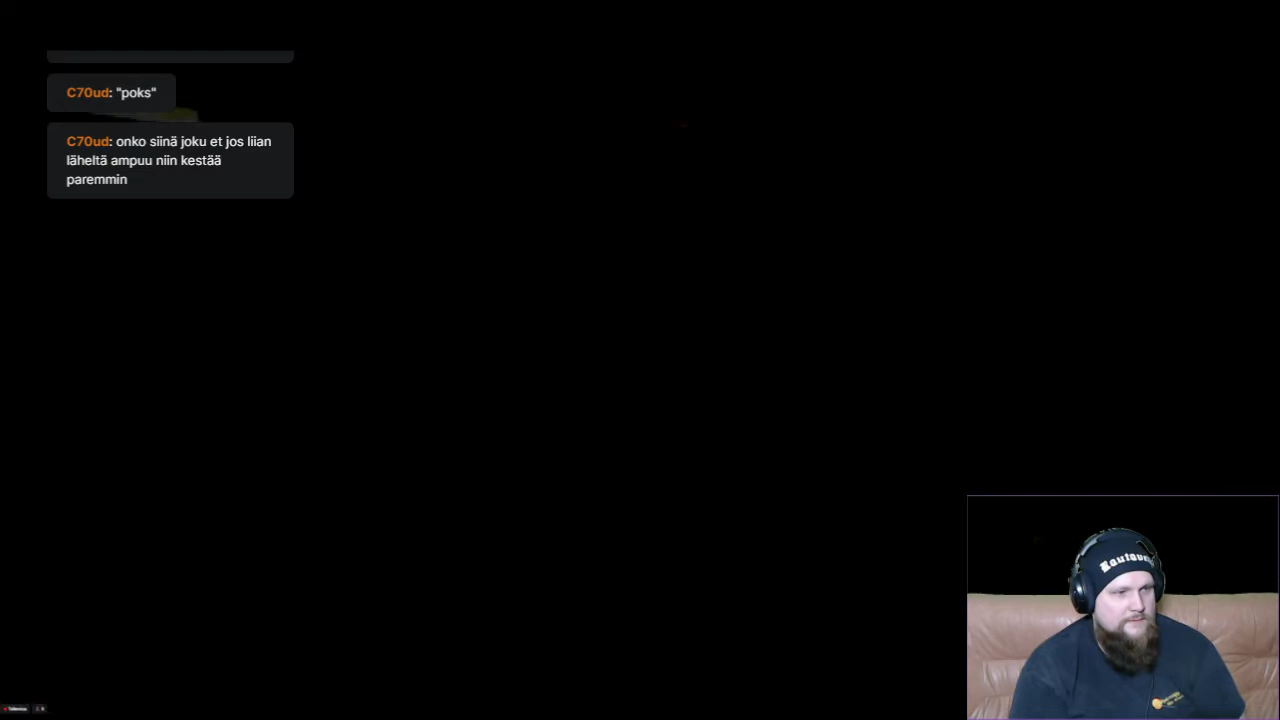 C70ud: "poks"
C70ud: onko siinä joku et jos liian
läheltä ampuu niin kestää
paremmin